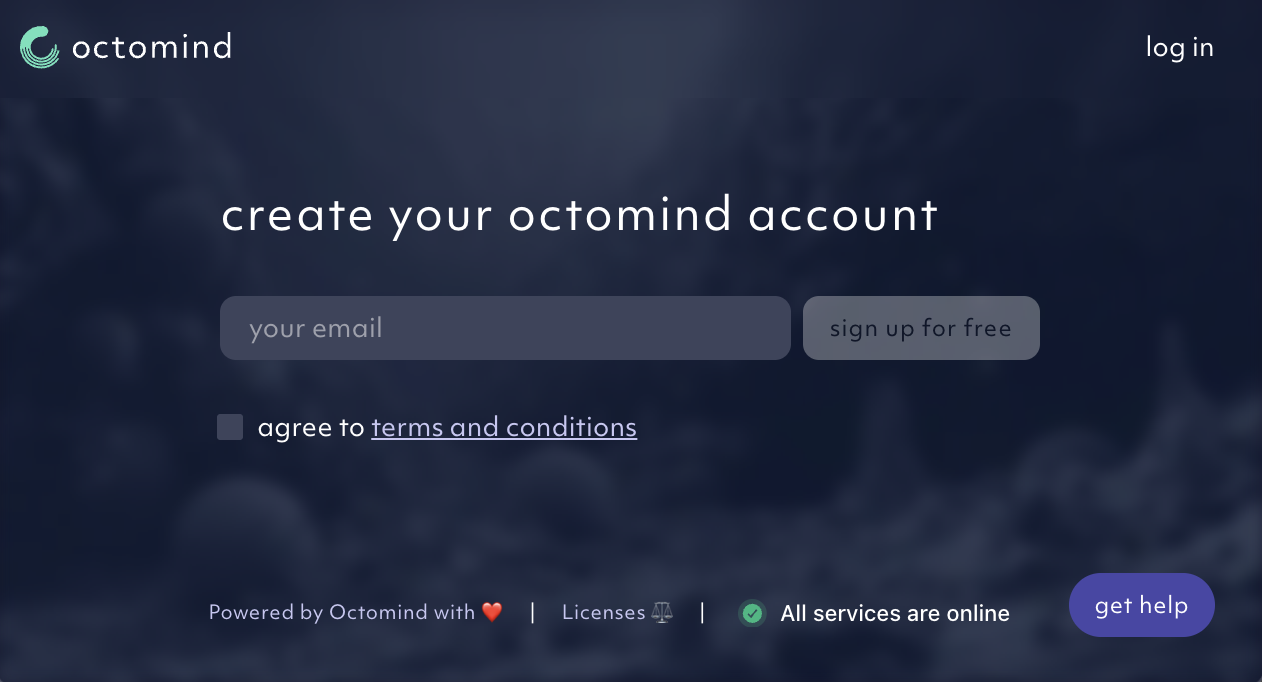 octomind
log in
create your octomind account
your email
sign up for free
agree to terms and conditions
Powered by Octomind with ❤️ | Licenses ⚖️ | All services are online
get help